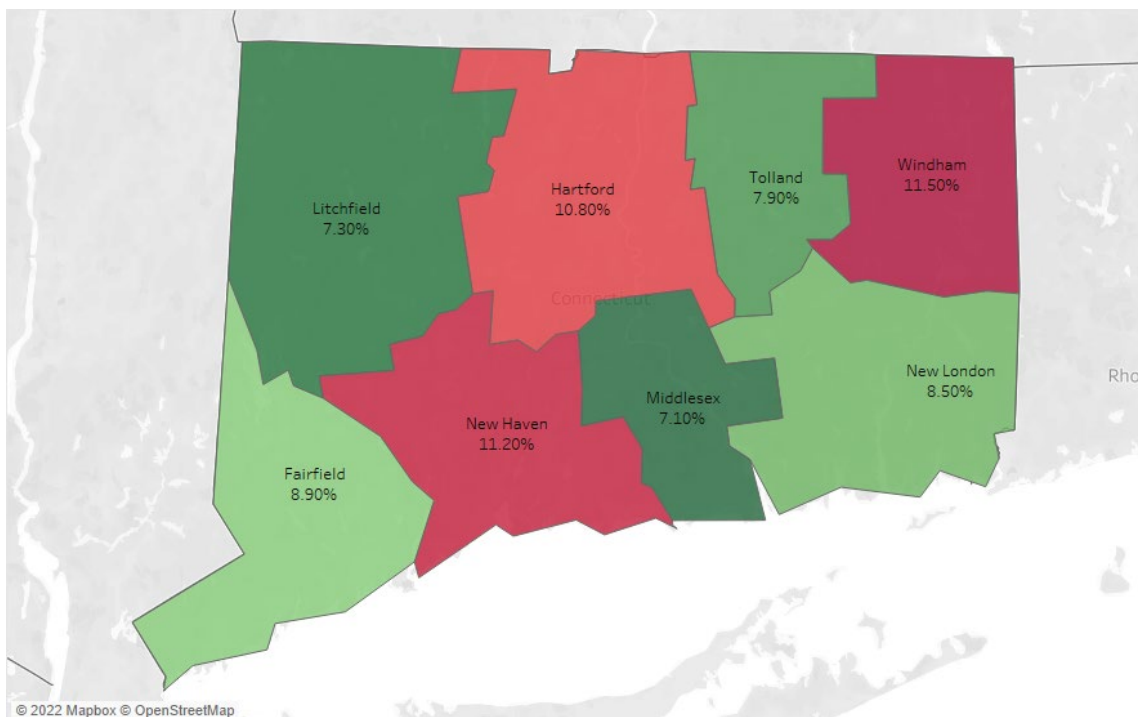 Litchfield
7.30%
Hartford
10.80%
Tolland
7.90%
Windham
11.50%
Connecticut
Fairfield
8.90%
New Haven
11.20%
Middlesex
7.10%
New London
8.50%
Rho
© 2022 Mapbox © OpenStreetMap